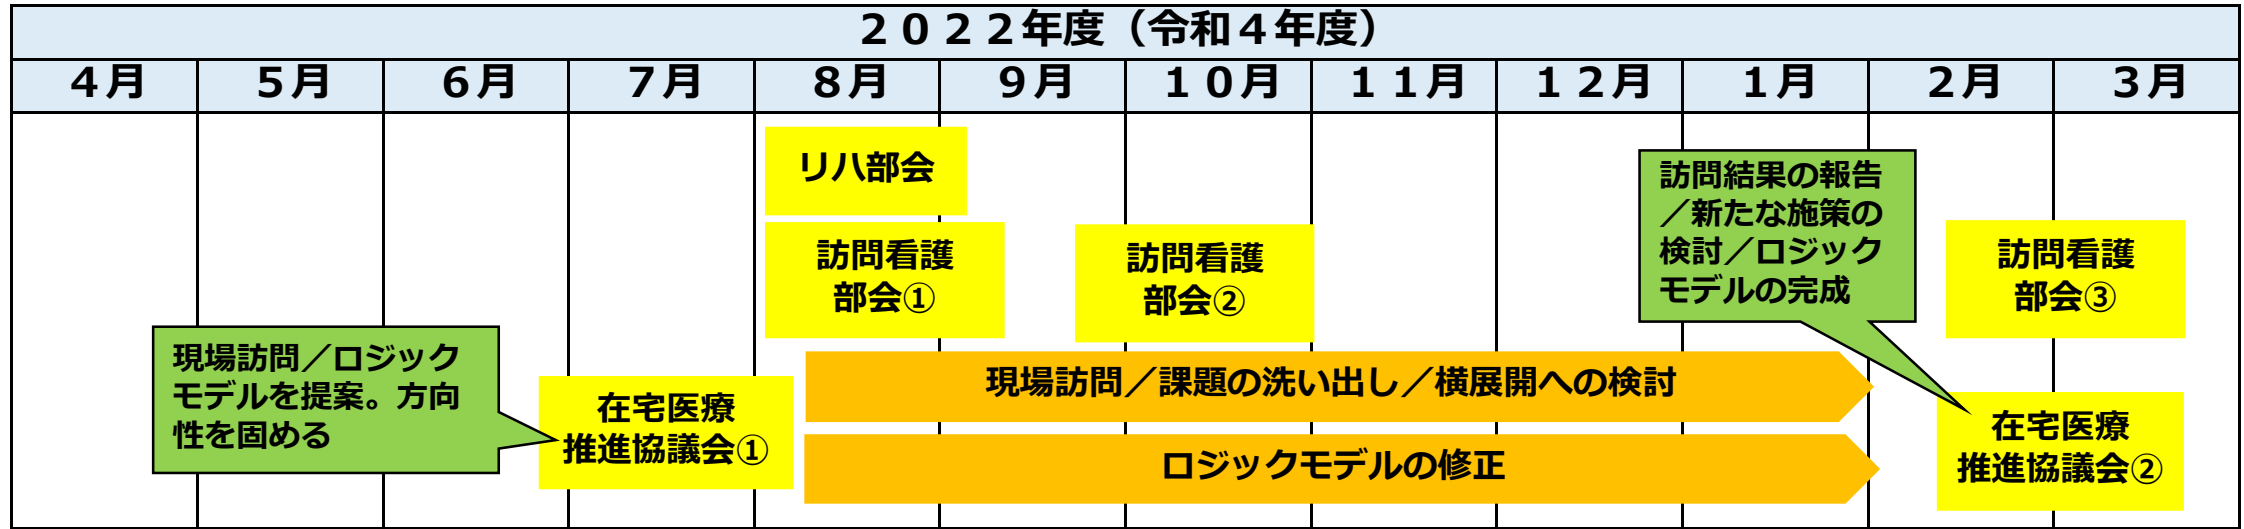 ２０２２年度（令和４年度）
４月
５月
６月
７月
８月
９月
１０月
１１月
１２月
１月
２月
３月
リハ部会
訪問看護
部会①
訪問看護
部会②
訪問結果の報告
／新たな施策の
検討／ロジック
モデルの完成
訪問看護
部会③
現場訪問／ロジック
モデルを提案。方向
性を固める
在宅医療
推進協議会①
現場訪問／課題の洗い出し／横展開への検討
ロジックモデルの修正
在宅医療
推進協議会②